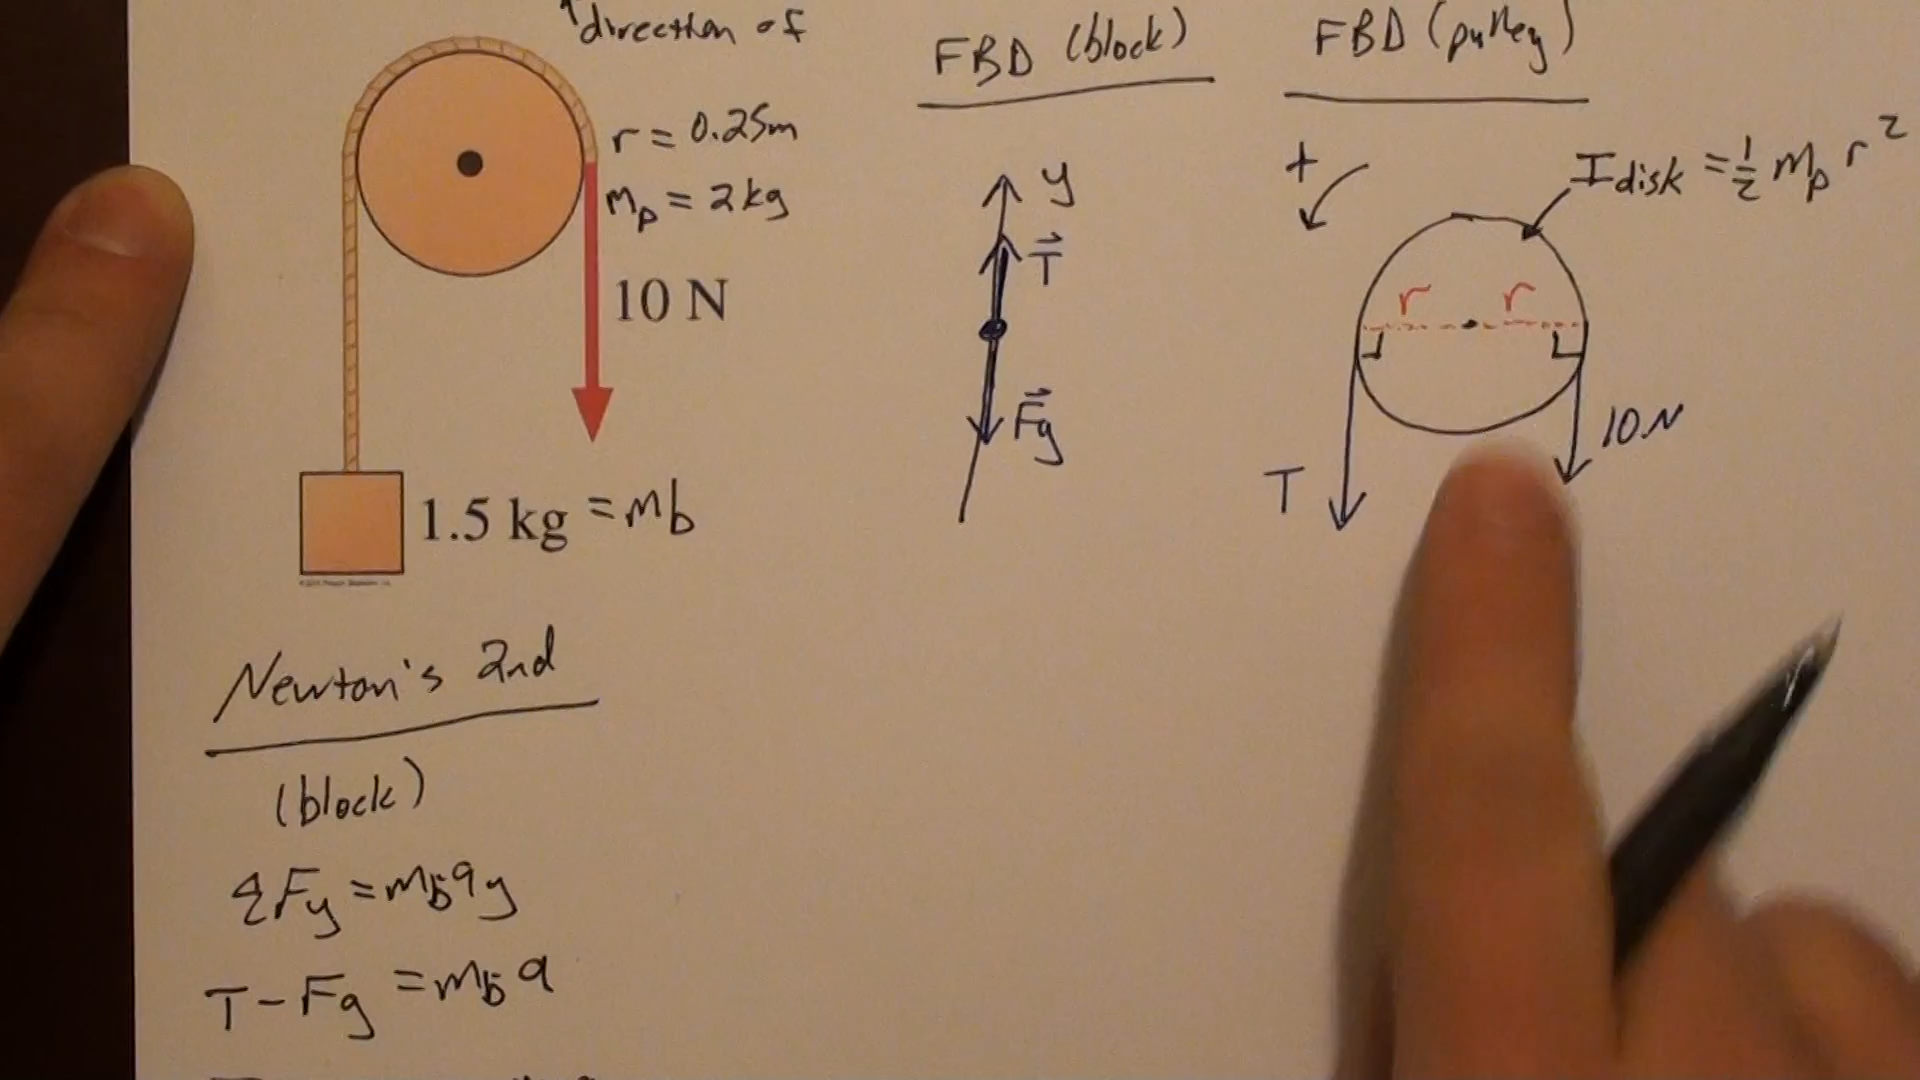 direction of
r = 0.25m
mp = 2kg
10 N
1.5 kg = mb
FBD (block)
y
T
Fg
FBD (pulley)
+
Idisk = 1/2 mp r²
r r
T
10N
Newton's 2nd
(block)
ΣFy = mb ay
T - Fg = mb a